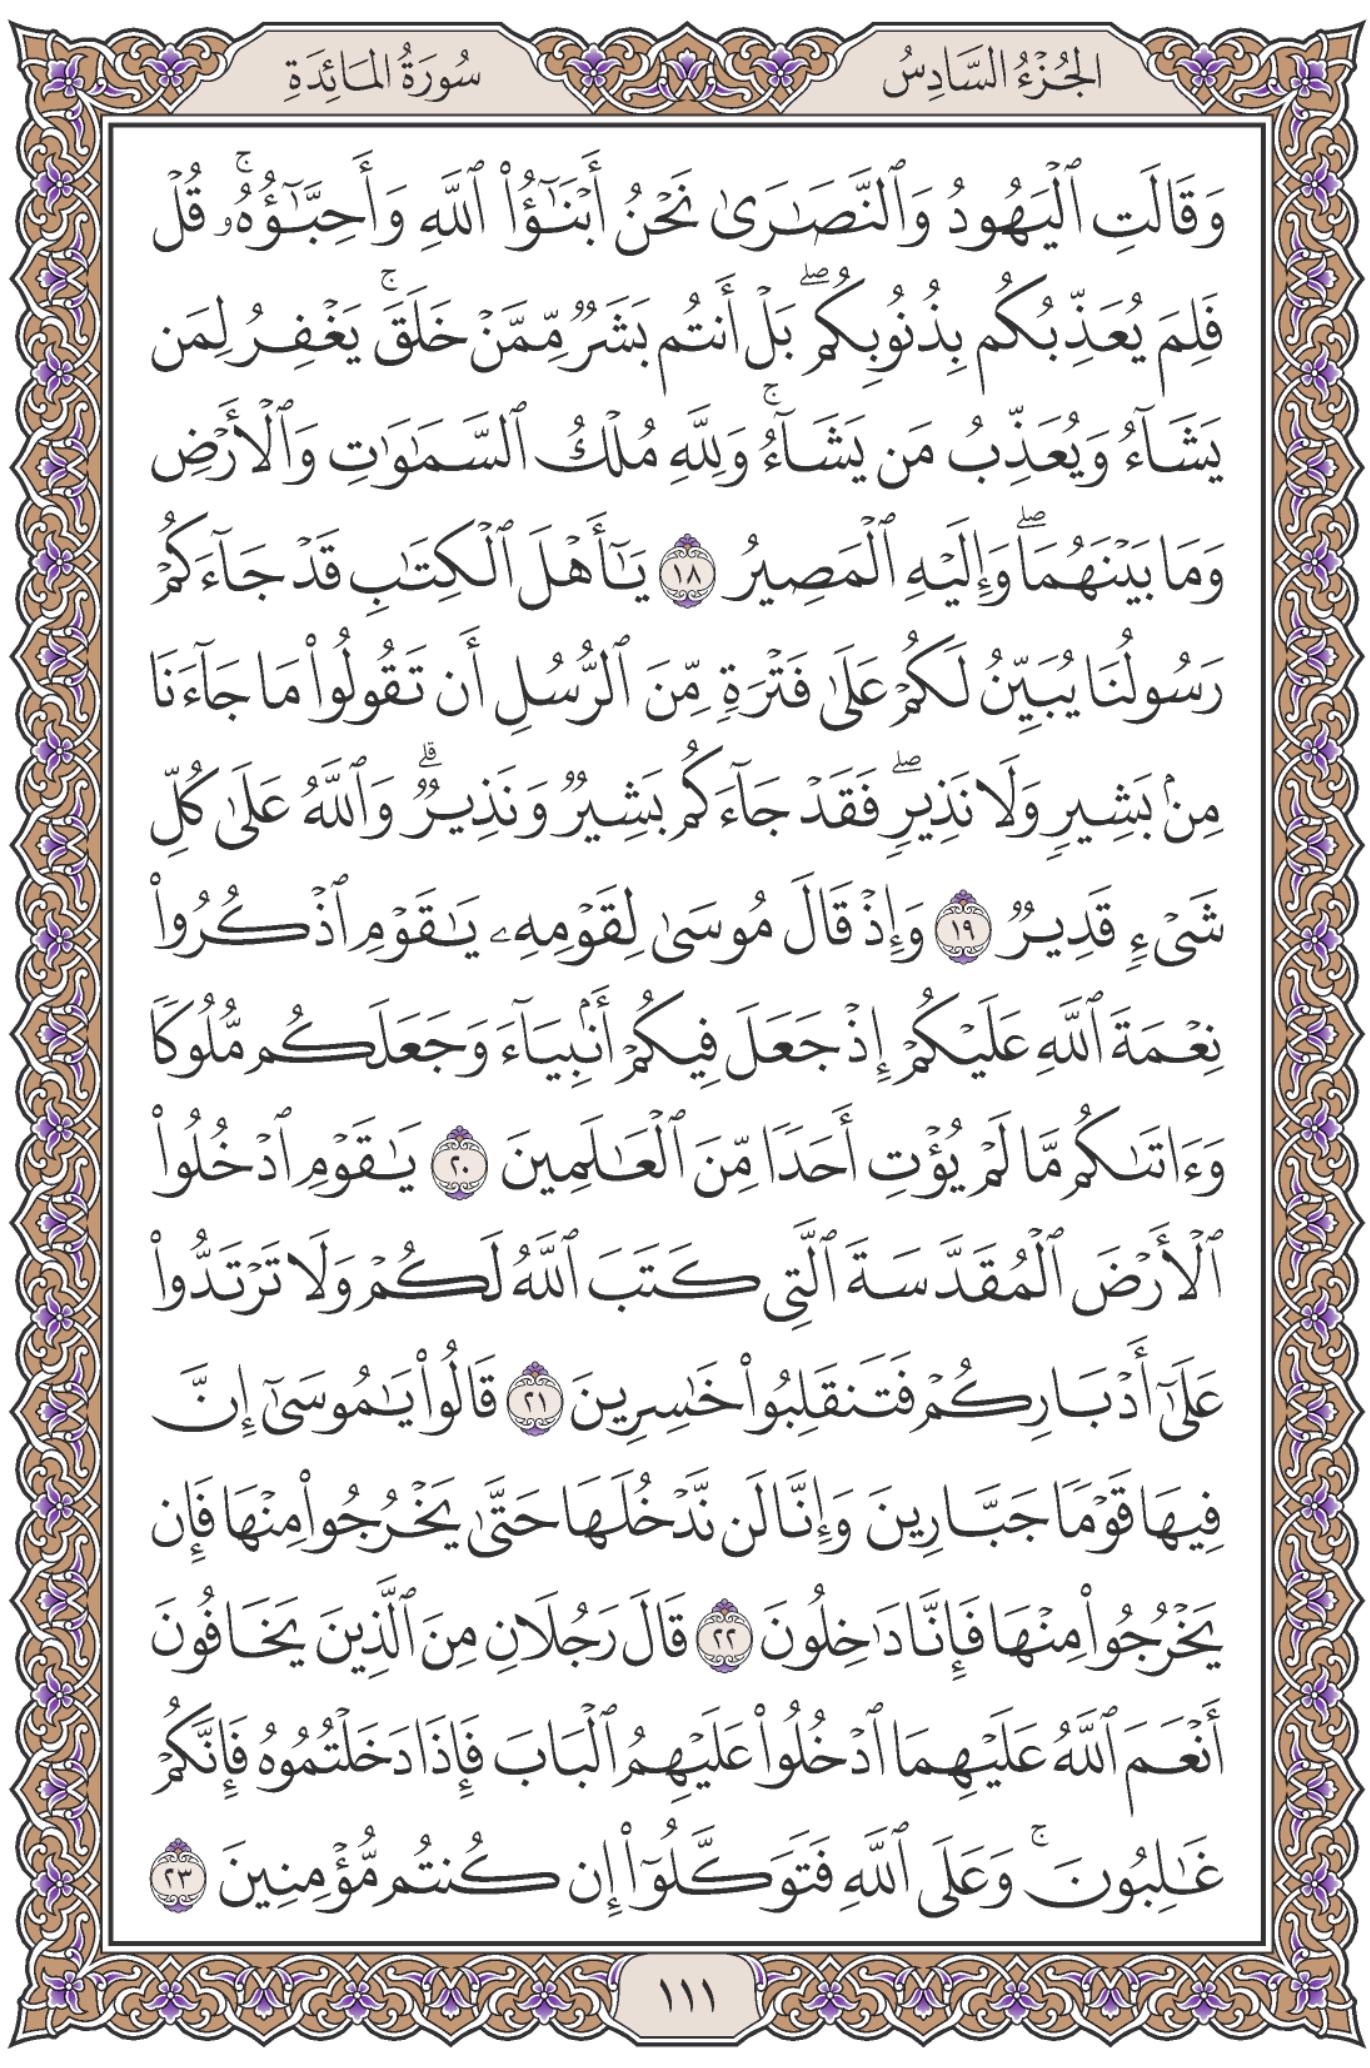 الجُزْءُ السَّادِسُ
سُورَةُ المَائِدَةِ
وَقَالَتِ ٱلۡيَهُودُ وَٱلنَّصَٰرَىٰ نَحۡنُ أَبۡنَٰٓؤُاْ ٱللَّهِ وَأَحِبَّٰٓؤُهُۥۚ قُلۡ
فَلِمَ يُعَذِّبُكُم بِذُنُوبِكُمۖ بَلۡ أَنتُم بَشَرٞ مِّمَّنۡ خَلَقَۚ يَغۡفِرُ لِمَن
يَشَآءُ وَيُعَذِّبُ مَن يَشَآءُۚ وَلِلَّهِ مُلۡكُ ٱلسَّمَٰوَٰتِ وَٱلۡأَرۡضِ
وَمَا بَيۡنَهُمَاۖ وَإِلَيۡهِ ٱلۡمَصِيرُ ١٨ يَٰٓأَهۡلَ ٱلۡكِتَٰبِ قَدۡ جَآءَكُمۡ
رَسُولُنَا يُبَيِّنُ لَكُمۡ عَلَىٰ فَتۡرَةٖ مِّنَ ٱلرُّسُلِ أَن تَقُولُواْ مَا جَآءَنَا
مِنۢ بَشِيرٖ وَلَا نَذِيرٖۖ فَقَدۡ جَآءَكُم بَشِيرٞ وَنَذِيرٞۗ وَٱللَّهُ عَلَىٰ كُلِّ
شَيۡءٖ قَدِيرٞ ١٩ وَإِذۡ قَالَ مُوسَىٰ لِقَوۡمِهِۦ يَٰقَوۡمِ ٱذۡكُرُواْ
نِعۡمَةَ ٱللَّهِ عَلَيۡكُمۡ إِذۡ جَعَلَ فِيكُمۡ أَنۢبِيَآءَ وَجَعَلَكُم مُّلُوكٗا
وَءَاتَىٰكُم مَّا لَمۡ يُؤۡتِ أَحَدٗا مِّنَ ٱلۡعَٰلَمِينَ ٢٠ يَٰقَوۡمِ ٱدۡخُلُواْ
ٱلۡأَرۡضَ ٱلۡمُقَدَّسَةَ ٱلَّتِي كَتَبَ ٱللَّهُ لَكُمۡ وَلَا تَرۡتَدُّواْ
عَلَىٰٓ أَدۡبَارِكُمۡ فَتَنقَلِبُواْ خَٰسِرِينَ ٢١ قَالُواْ يَٰمُوسَىٰٓ إِنَّ
فِيهَا قَوۡمٗا جَبَّارِينَ وَإِنَّا لَن نَّدۡخُلَهَا حَتَّىٰ يَخۡرُجُواْ مِنۡهَا فَإِن
يَخۡرُجُواْ مِنۡهَا فَإِنَّا دَٰخِلُونَ ٢٢ قَالَ رَجُلَانِ مِنَ ٱلَّذِينَ يَخَافُونَ
أَنۡعَمَ ٱللَّهُ عَلَيۡهِمَا ٱدۡخُلُواْ عَلَيۡهِمُ ٱلۡبَابَ فَإِذَا دَخَلۡتُمُوهُ فَإِنَّكُمۡ
غَٰلِبُونَۚ وَعَلَى ٱللَّهِ فَتَوَكَّلُوٓاْ إِن كُنتُم مُّؤۡمِنِينَ ٢٣
١١١